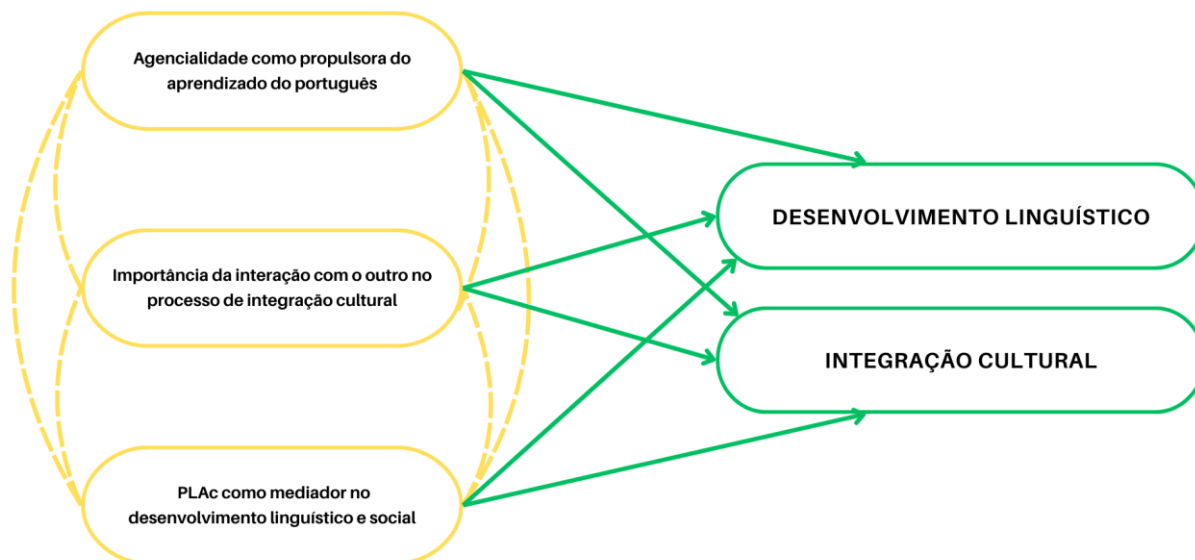 Agencialidade como propulsora do
aprendizado do português
Importância da interação com o outro no
processo de integração cultural
PLAc como mediador no
desenvolvimento linguístico e social
DESENVOLVIMENTO LINGUÍSTICO
INTEGRAÇÃO CULTURAL